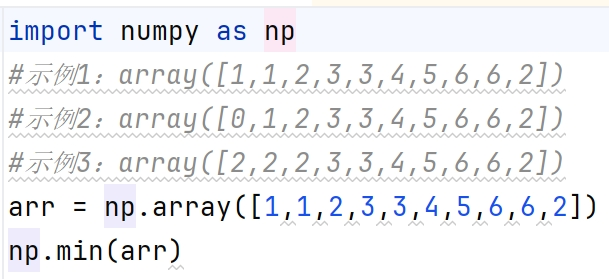 import numpy as np
#示例1：array([1,1,2,3,3,4,5,6,6,2])
#示例2：array([0,1,2,3,3,4,5,6,6,2])
#示例3：array([2,2,2,3,3,4,5,6,6,2])
arr = np.array([1,1,2,3,3,4,5,6,6,2])
np.min(arr)